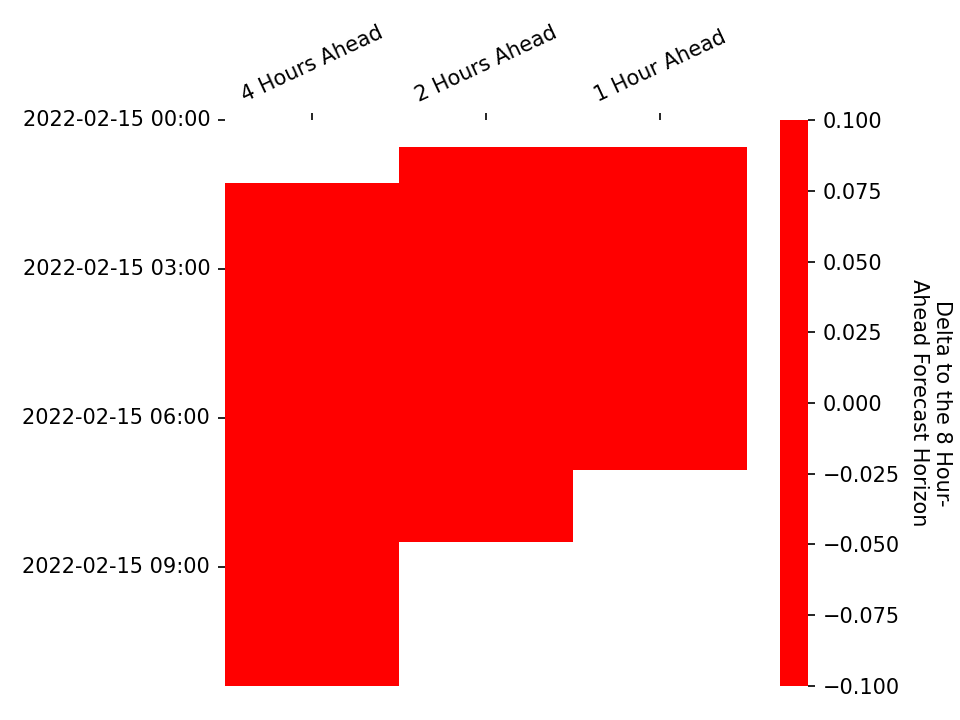 4 Hours Ahead
2 Hours Ahead
1 Hour Ahead
2022-02-15 00:00
2022-02-15 03:00
2022-02-15 06:00
2022-02-15 09:00
0.100
0.075
0.050
0.025
0.000
−0.025
−0.050
−0.075
−0.100
Delta to the 8 Hour-
Ahead Forecast Horizon